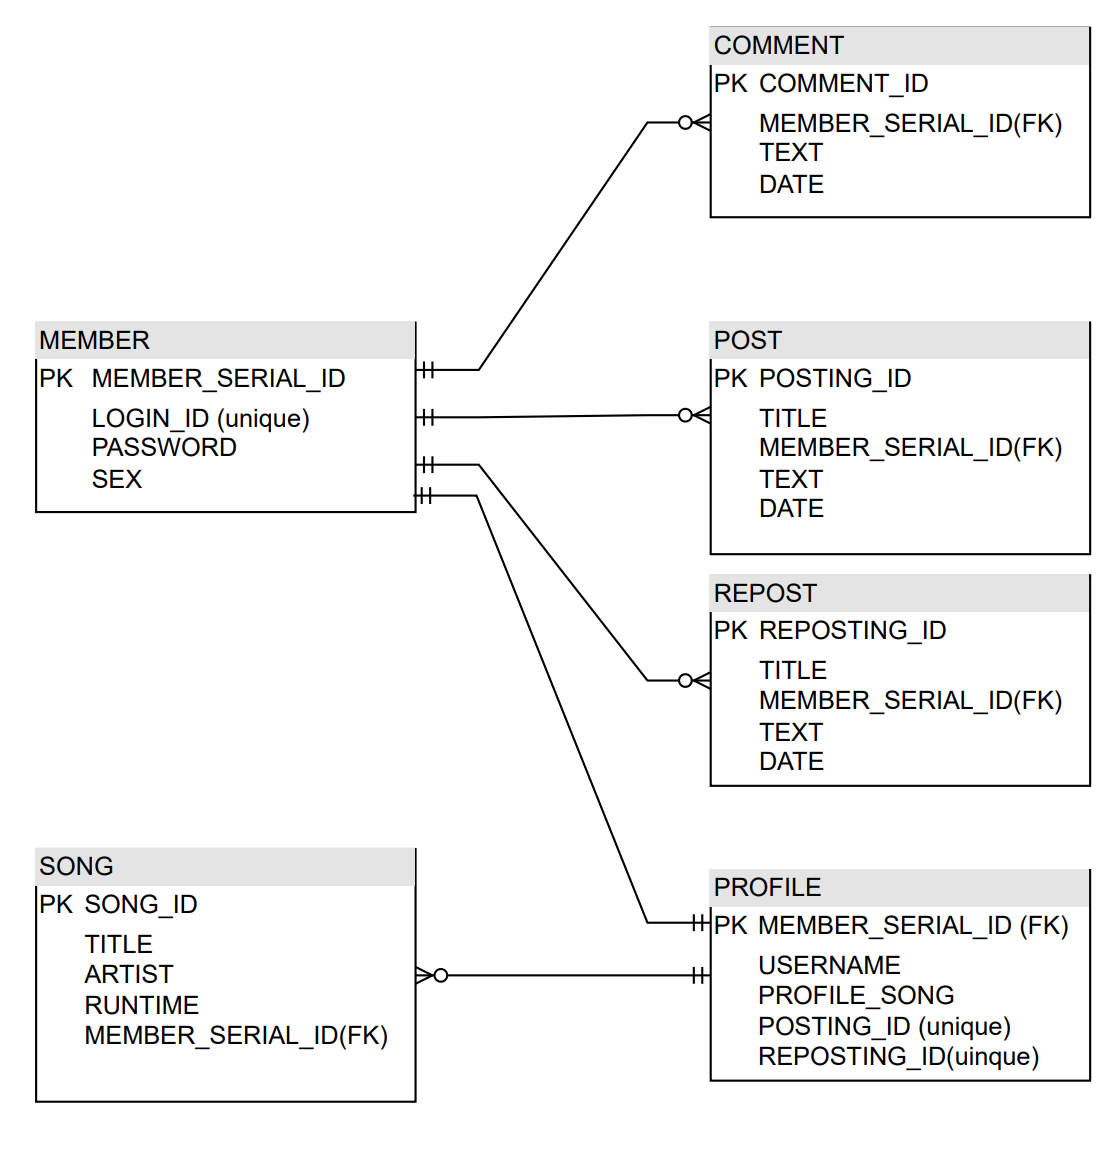 COMMENT
PK COMMENT_ID
MEMBER_SERIAL_ID(FK)
TEXT
DATE
MEMBER
PK MEMBER_SERIAL_ID
LOGIN_ID (unique)
PASSWORD
SEX
POST
PK POSTING_ID
TITLE
MEMBER_SERIAL_ID(FK)
TEXT
DATE
REPOST
PK REPOSTING_ID
TITLE
MEMBER_SERIAL_ID(FK)
TEXT
DATE
SONG
PK SONG_ID
TITLE
ARTIST
RUNTIME
MEMBER_SERIAL_ID(FK)
PROFILE
PK MEMBER_SERIAL_ID (FK)
USERNAME
PROFILE_SONG
POSTING_ID (unique)
REPOSTING_ID(uinque)